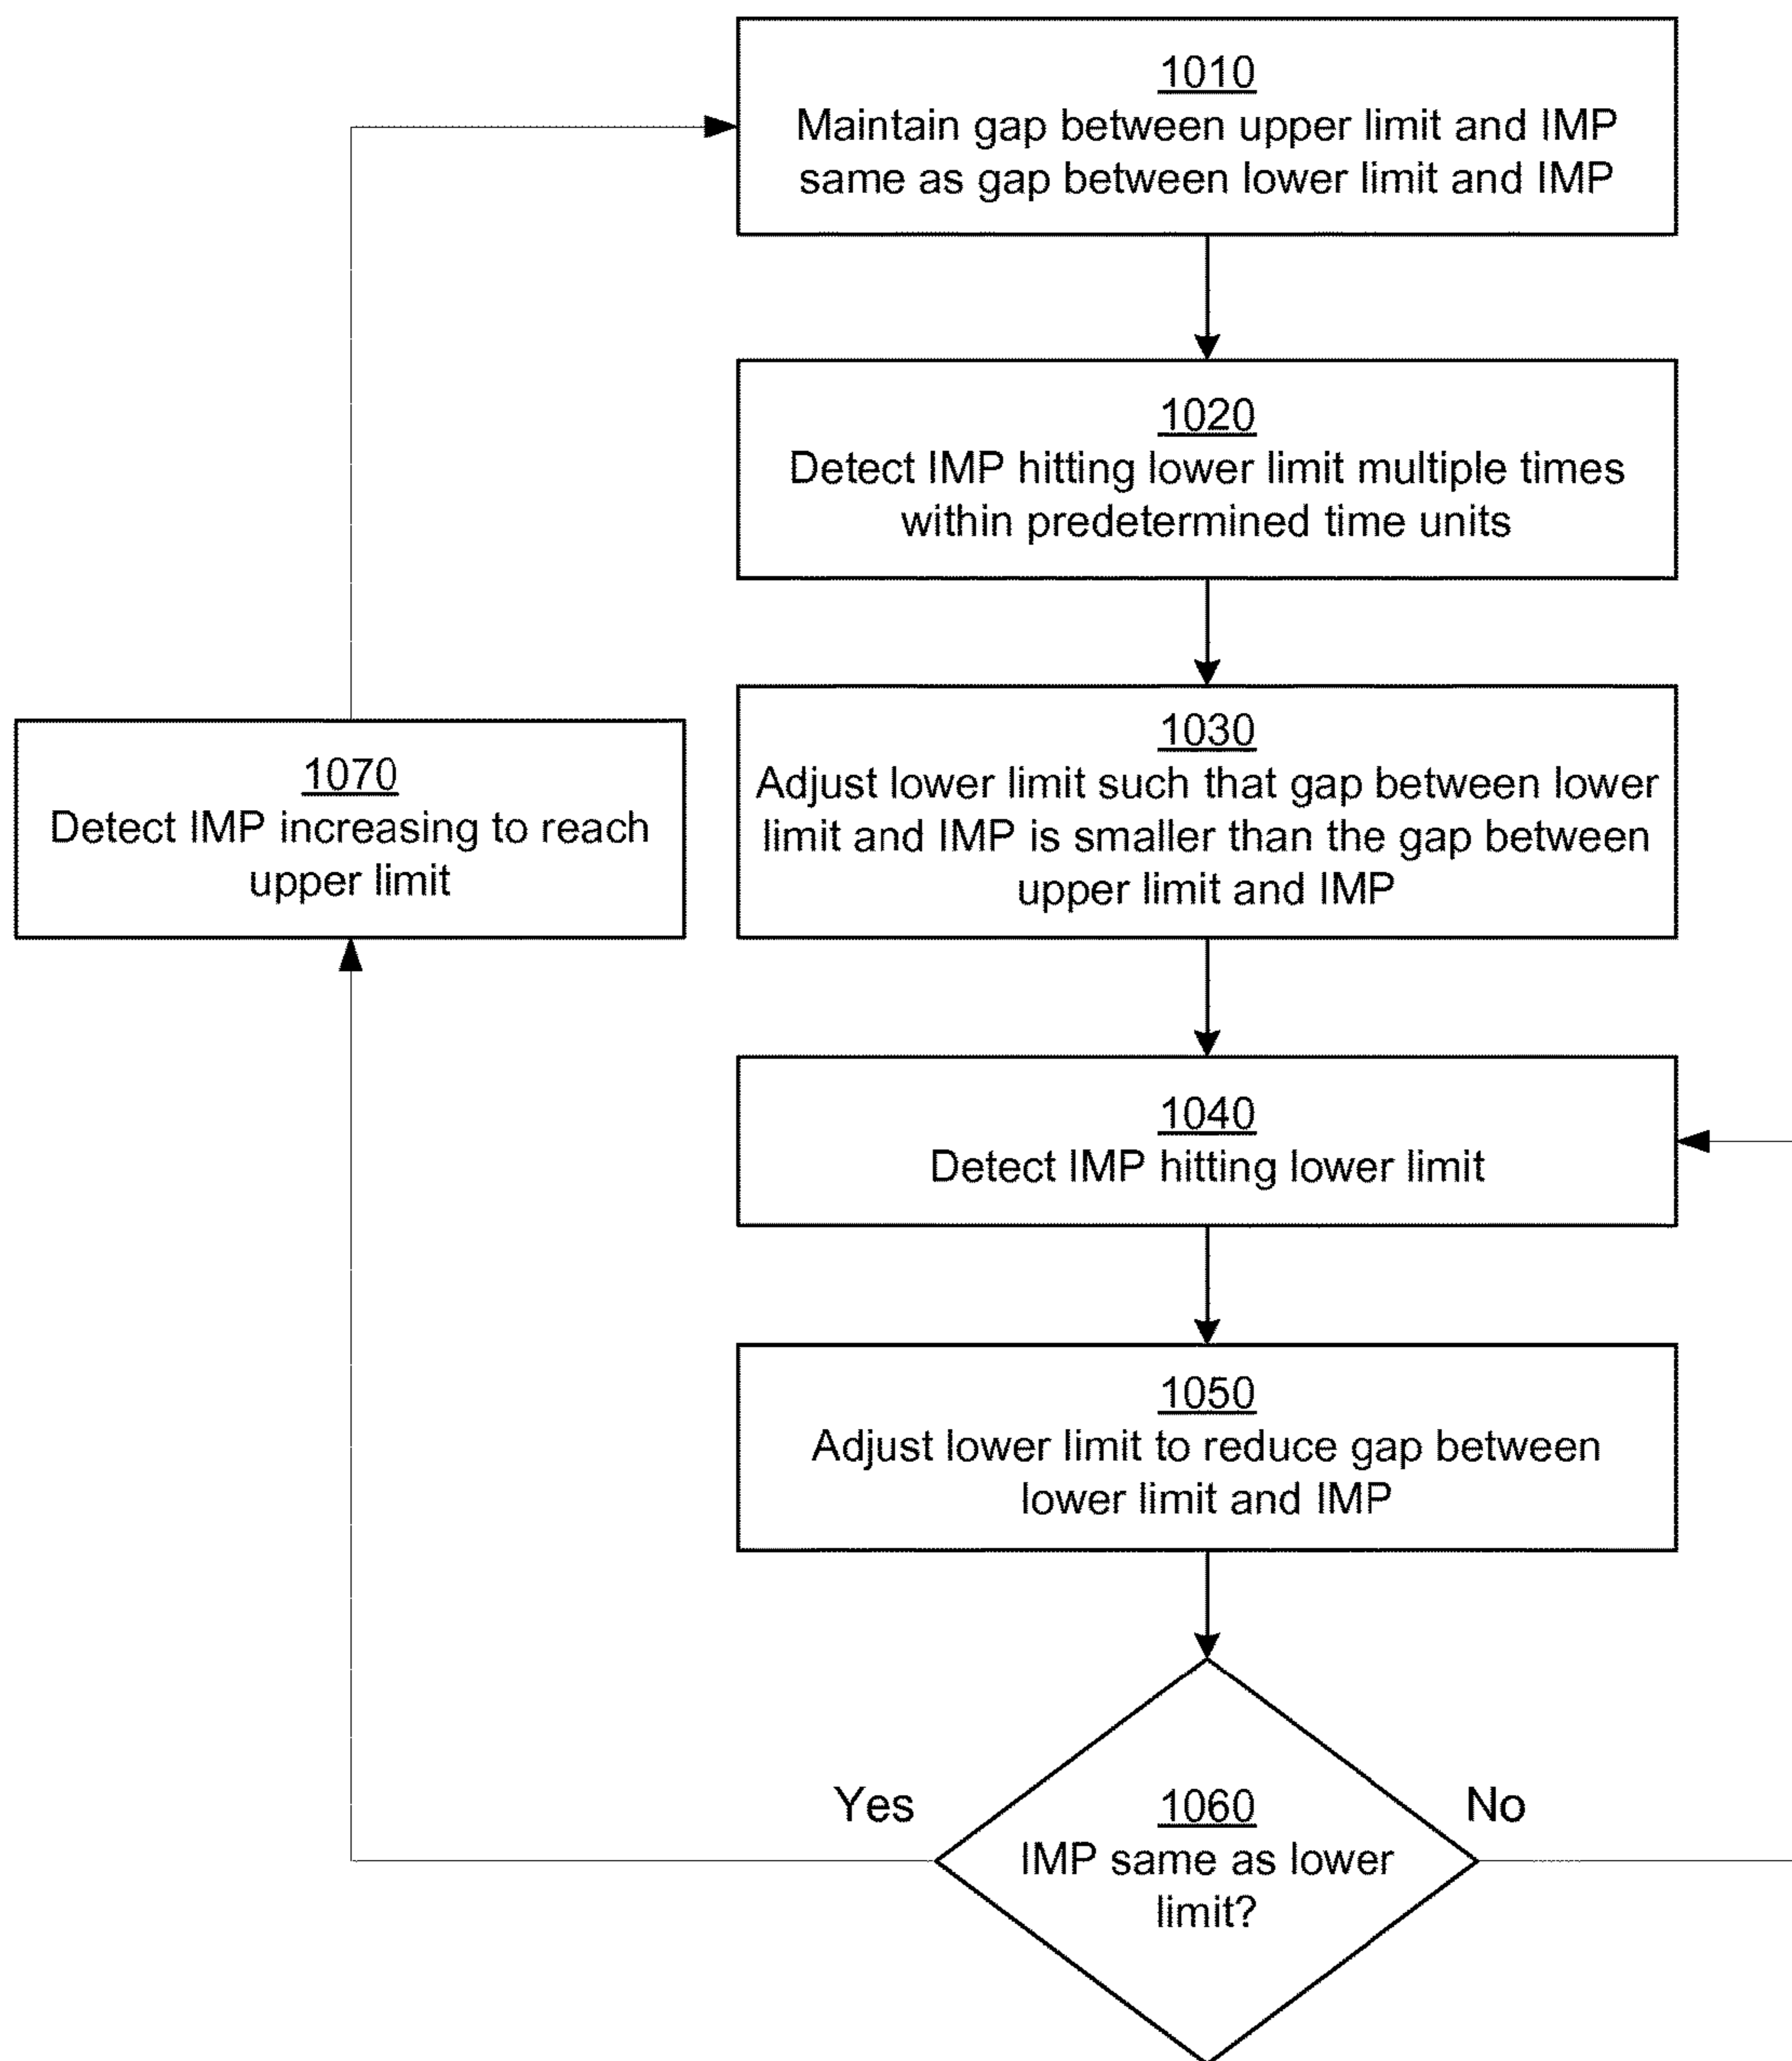 1010
Maintain gap between upper limit and IMP
same as gap between lower limit and IMP
1020
Detect IMP hitting lower limit multiple times
within predetermined time units
1030
Adjust lower limit such that gap between lower
limit and IMP is smaller than the gap between
upper limit and IMP
1070
Detect IMP increasing to reach
upper limit
1040
Detect IMP hitting lower limit
1050
Adjust lower limit to reduce gap between
lower limit and IMP
Yes
No
1060
IMP same as lower
limit?